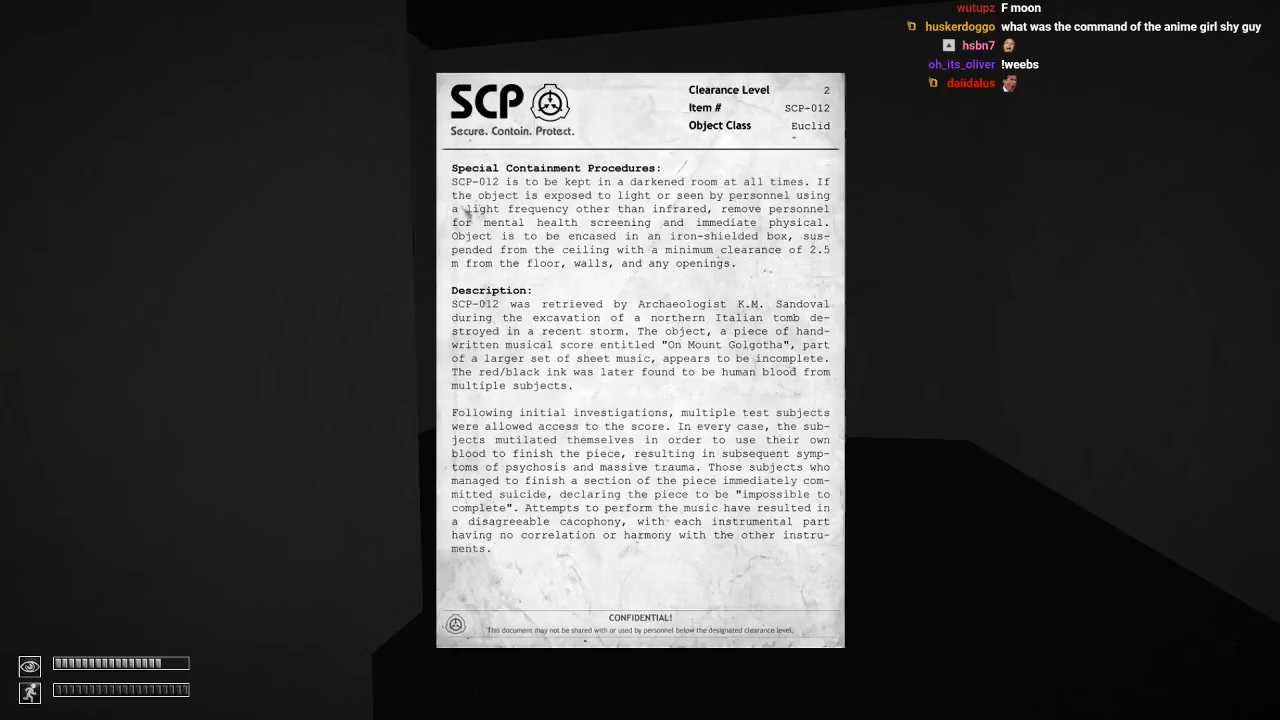 wutupz F moon
huskerdoggo what was the command of the anime girl shy guy
hsbn7
oh_its_oliver !weebs
daiidalus
SCP
Secure. Contain. Protect.
Clearance Level 2
Item # SCP-012
Object Class Euclid
Special Containment Procedures:
SCP-012 is to be kept in a darkened room at all times. If
the object is exposed to light or seen by personnel using
a light frequency other than infrared, remove personnel
for mental health screening and immediate physical.
Object is to be encased in an iron-shielded box, sus-
pended from the ceiling with a minimum clearance of 2.5
m from the floor, walls, and any openings.
Description:
SCP-012 was retrieved by Archaeologist K.M. Sandoval
during the excavation of a northern Italian tomb de-
stroyed in a recent storm. The object, a piece of hand-
written musical score entitled "On Mount Golgotha", part
of a larger set of sheet music, appears to be incomplete.
The red/black ink was later found to be human blood from
multiple subjects.
Following initial investigations, multiple test subjects
were allowed access to the score. In every case, the sub-
jects mutilated themselves in order to use their own
blood to finish the piece, resulting in subsequent symp-
toms of psychosis and massive trauma. Those subjects who
managed to finish a section of the piece immediately com-
mitted suicide, declaring the piece to be "impossible to
complete". Attempts to perform the music have resulted in
a disagreeable cacophony, with each instrumental part
having no correlation or harmony with the other instru-
ments.
CONFIDENTIAL!
This document may not be shared with or used by personnel below the designated clearance level.